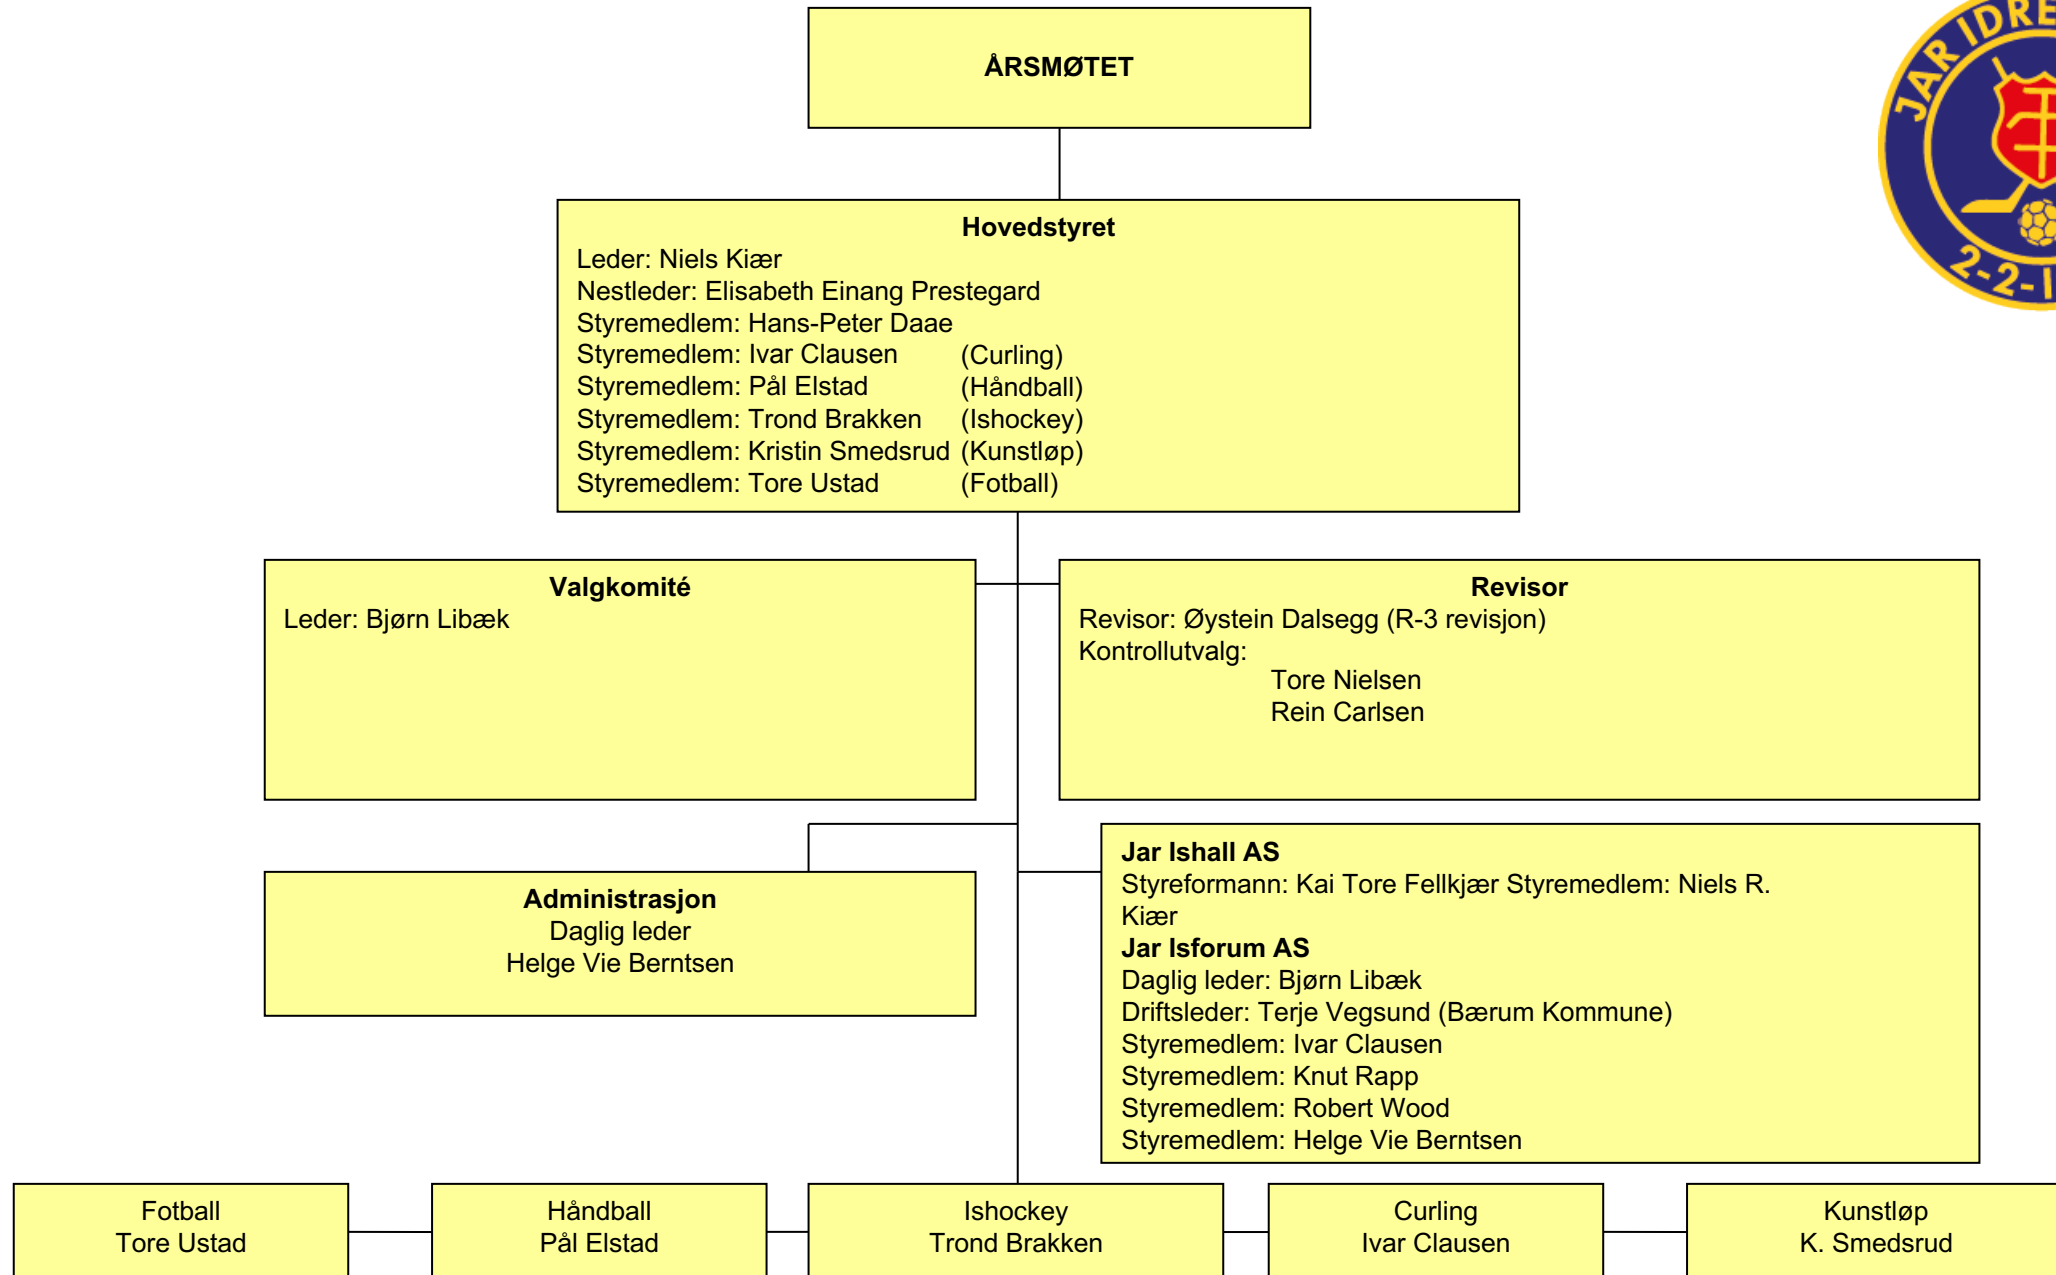 ÅRSMØTET
JAR IDRE
2-2-1
Hovedstyret
Leder: Niels Kiær
Nestleder: Elisabeth Einang Prestegard
Styremedlem: Hans-Peter Daae
Styremedlem: Ivar Clausen (Curling)
Styremedlem: Pål Elstad (Håndball)
Styremedlem: Trond Brakken (Ishockey)
Styremedlem: Kristin Smedsrud (Kunstløp)
Styremedlem: Tore Ustad (Fotball)
Valgkomité
Leder: Bjørn Libæk
Revisor
Revisor: Øystein Dalsegg (R-3 revisjon)
Kontrollutvalg:
Tore Nielsen
Rein Carlsen
Administrasjon
Daglig leder
Helge Vie Berntsen
Jar Ishall AS
Styreformann: Kai Tore Fellkjær Styremedlem: Niels R.
Kiær
Jar Isforum AS
Daglig leder: Bjørn Libæk
Driftsleder: Terje Vegsund (Bærum Kommune)
Styremedlem: Ivar Clausen
Styremedlem: Knut Rapp
Styremedlem: Robert Wood
Styremedlem: Helge Vie Berntsen
Fotball
Tore Ustad
Håndball
Pål Elstad
Ishockey
Trond Brakken
Curling
Ivar Clausen
Kunstløp
K. Smedsrud